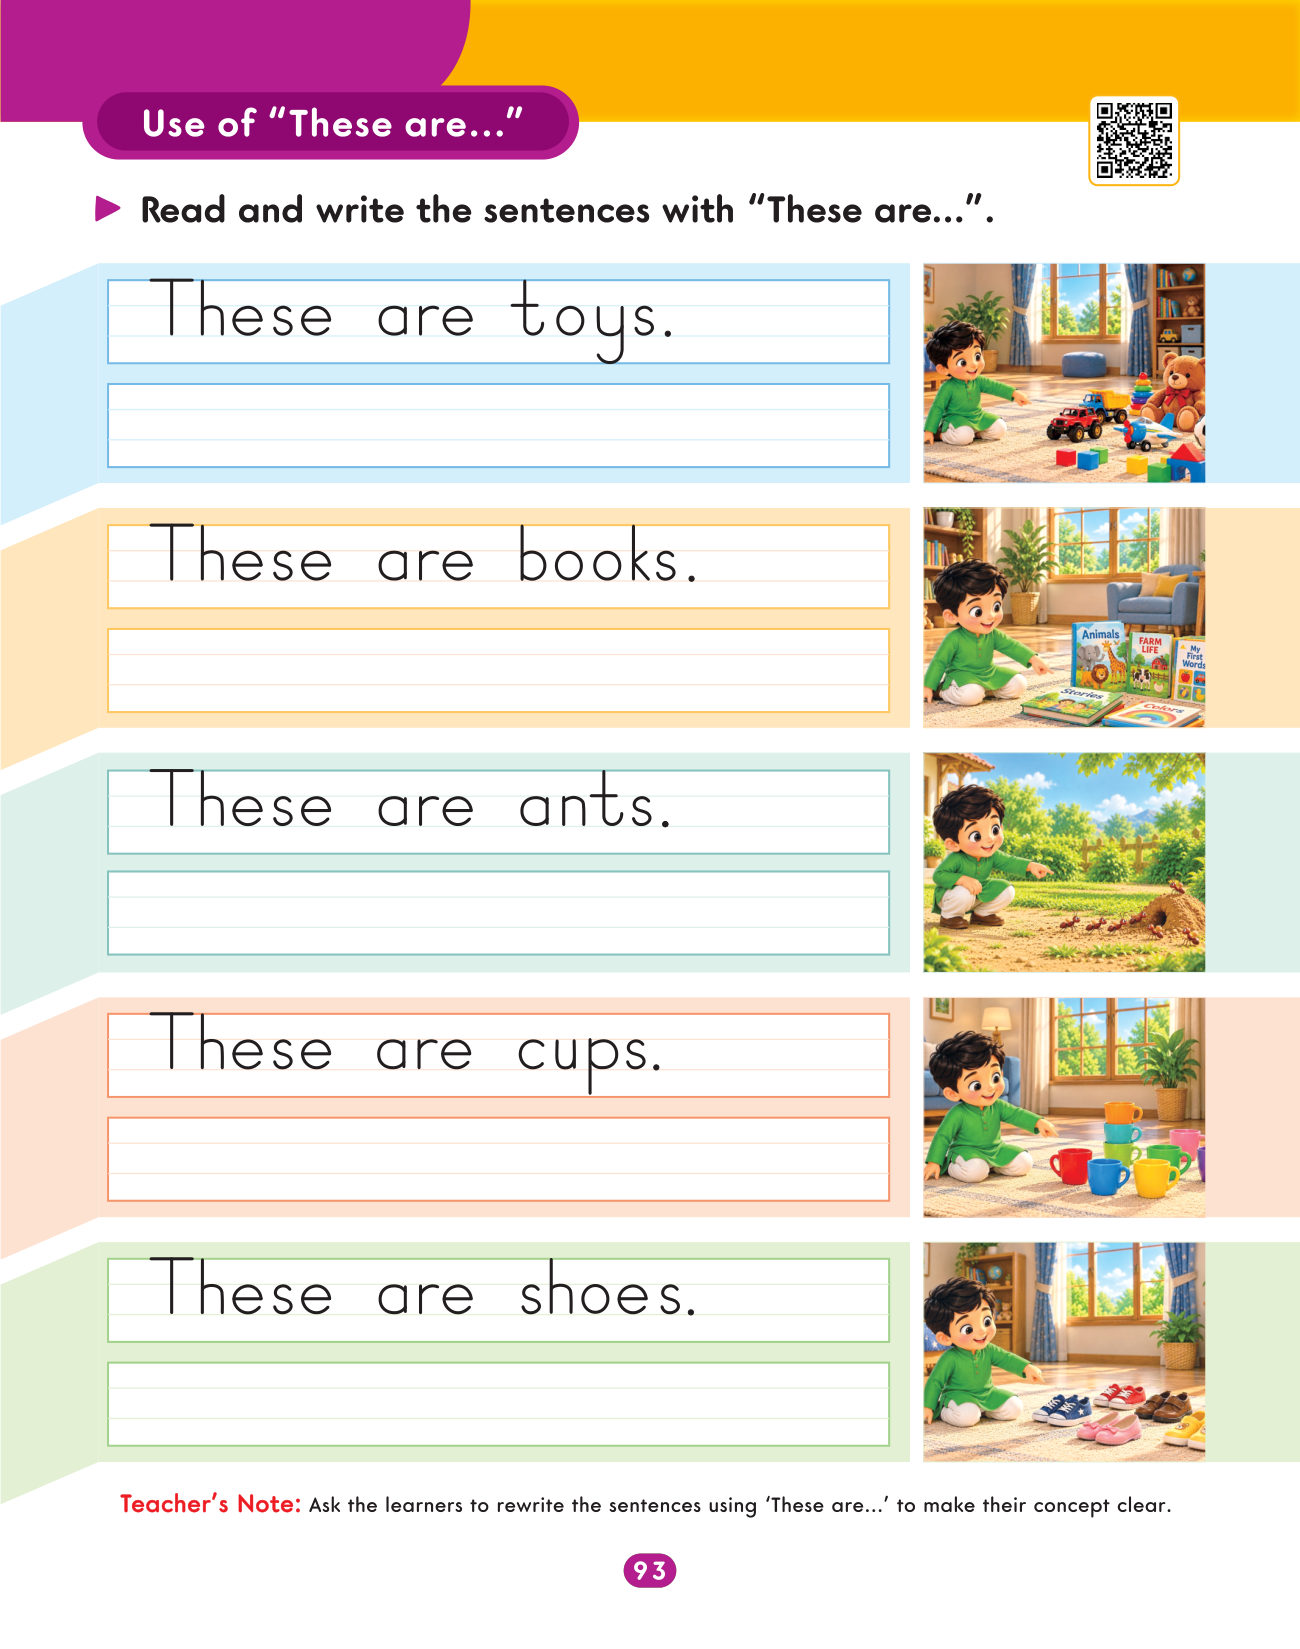 Use of “These are...”
Read and write the sentences with “These are...”.
These are toys.
These are books.
Animals
FARM LIFE
My First Words
Stories
Colors
These are ants.
These are cups.
These are shoes.
Teacher’s Note: Ask the learners to rewrite the sentences using ‘These are...’ to make their concept clear.
93